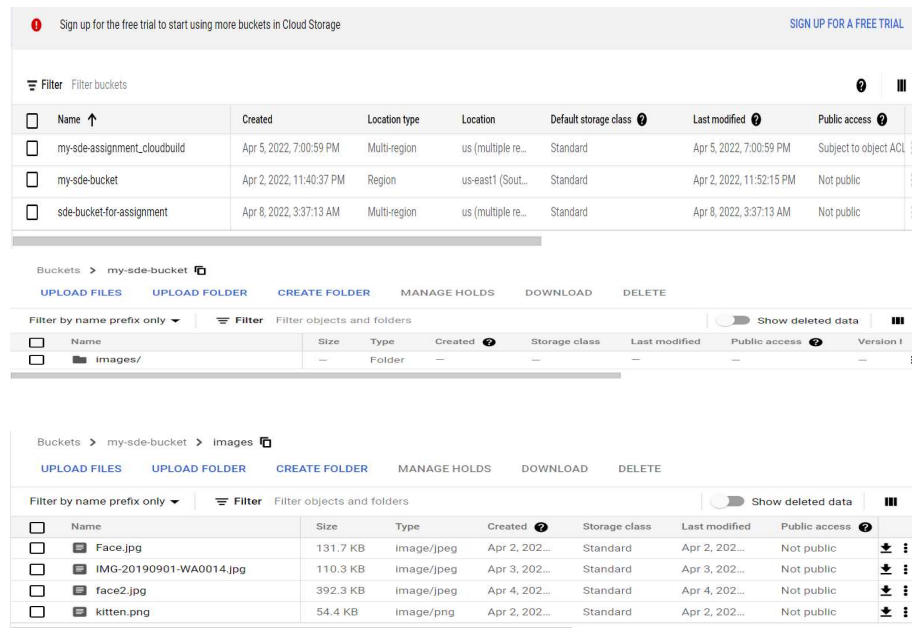 Sign up for the free trial to start using more buckets in Cloud Storage SIGN UP FOR A FREE TRIAL
Filter Filter buckets
Name Created Location type Location Default storage class Last modified Public access
my-sde-assignment_cloudbuild Apr 5, 2022, 7:00:59 PM Multi-region us (multiple re... Standard Apr 5, 2022, 7:00:59 PM Subject to object ACL
my-sde-bucket Apr 2, 2022, 11:40:37 PM Region us-east1 (Sout... Standard Apr 2, 2022, 11:52:15 PM Not public
sde-bucket-for-assignment Apr 8, 2022, 3:37:13 AM Multi-region us (multiple re... Standard Apr 8, 2022, 3:37:13 AM Not public
Buckets > my-sde-bucket
UPLOAD FILES UPLOAD FOLDER CREATE FOLDER MANAGE HOLDS DOWNLOAD DELETE
Filter by name prefix only Filter Filter objects and folders Show deleted data
Name Size Type Created Storage class Last modified Public access Version
images/ — Folder — — — — —
Buckets > my-sde-bucket > images
UPLOAD FILES UPLOAD FOLDER CREATE FOLDER MANAGE HOLDS DOWNLOAD DELETE
Filter by name prefix only Filter Filter objects and folders Show deleted data
Name Size Type Created Storage class Last modified Public access
Face.jpg 131.7 KB image/jpeg Apr 2, 202... Standard Apr 2, 202... Not public
IMG-20190901-WA0014.jpg 110.3 KB image/jpeg Apr 3, 202... Standard Apr 3, 202... Not public
face2.jpg 392.3 KB image/jpeg Apr 4, 202... Standard Apr 4, 202... Not public
kitten.png 54.4 KB image/png Apr 2, 202... Standard Apr 2, 202... Not public